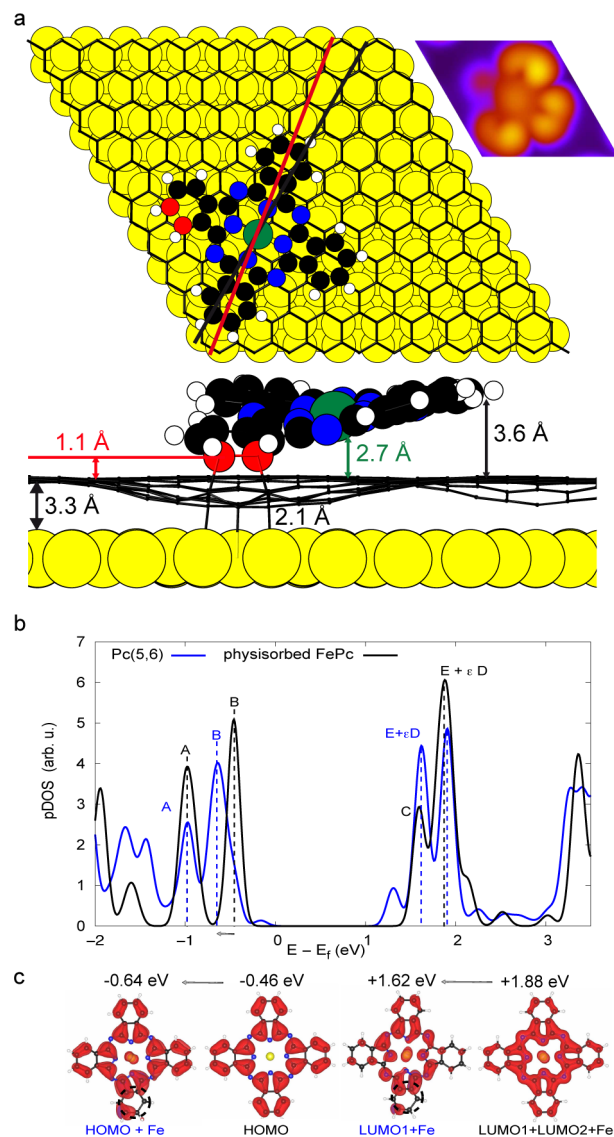 a
1.1 Å
3.3 Å
2.1 Å
2.7 Å
3.6 Å
b
Pc(5,6) physisorbed FePc
7
6
5
4
3
2
1
0
pDOS (arb. u.)
A
B
A
B
C
E+εD
E + ε D
−2 −1 0 1 2 3
E − E_f (eV)
c
-0.64 eV -0.46 eV +1.62 eV +1.88 eV
HOMO + Fe HOMO LUMO1+Fe LUMO1+LUMO2+Fe